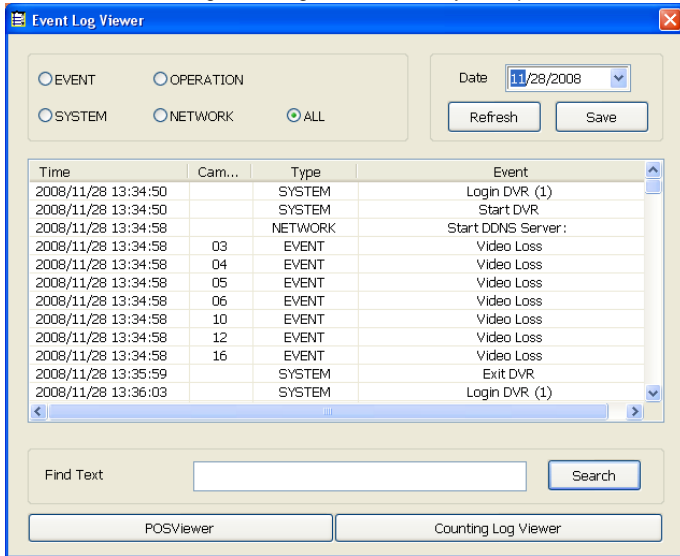 Event Log Viewer
EVENT OPERATION
SYSTEM NETWORK ALL
Date 11/28/2008
Refresh Save
Time Cam... Type Event
2008/11/28 13:34:50 SYSTEM Login DVR (1)
2008/11/28 13:34:50 SYSTEM Start DVR
2008/11/28 13:34:58 NETWORK Start DDNS Server:
2008/11/28 13:34:58 03 EVENT Video Loss
2008/11/28 13:34:58 04 EVENT Video Loss
2008/11/28 13:34:58 05 EVENT Video Loss
2008/11/28 13:34:58 06 EVENT Video Loss
2008/11/28 13:34:58 10 EVENT Video Loss
2008/11/28 13:34:58 12 EVENT Video Loss
2008/11/28 13:34:58 16 EVENT Video Loss
2008/11/28 13:35:59 SYSTEM Exit DVR
2008/11/28 13:36:03 SYSTEM Login DVR (1)
Find Text Search
POSViewer Counting Log Viewer